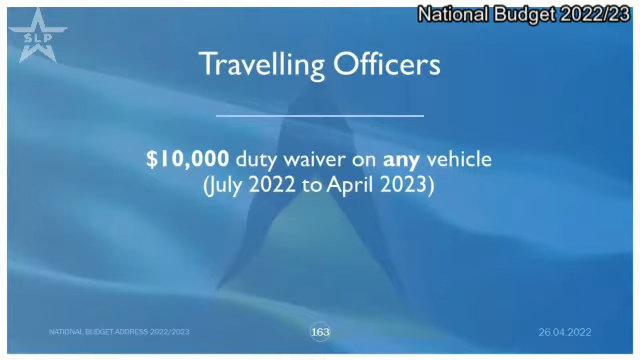 National Budget 2022/23
SLP
Travelling Officers
$10,000 duty waiver on any vehicle
(July 2022 to April 2023)
NATIONAL BUDGET ADDRESS 2022/2023
163
26.04.2022